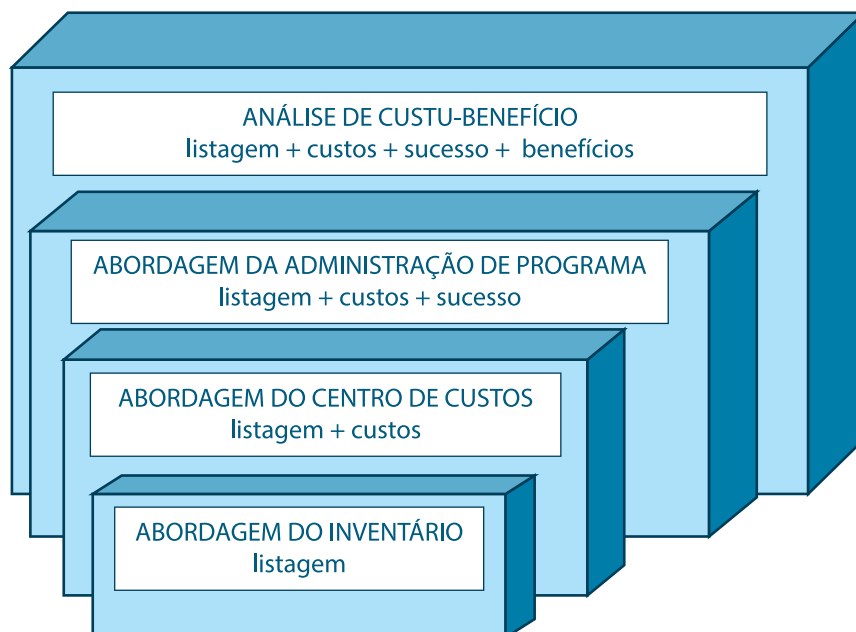 ANÁLISE DE CUSTU-BENEFÍCIO
listagem + custos + sucesso + benefícios
ABORDAGEM DA ADMINISTRAÇÃO DE PROGRAMA
listagem + custos + sucesso
ABORDAGEM DO CENTRO DE CUSTOS
listagem + custos
ABORDAGEM DO INVENTÁRIO
listagem